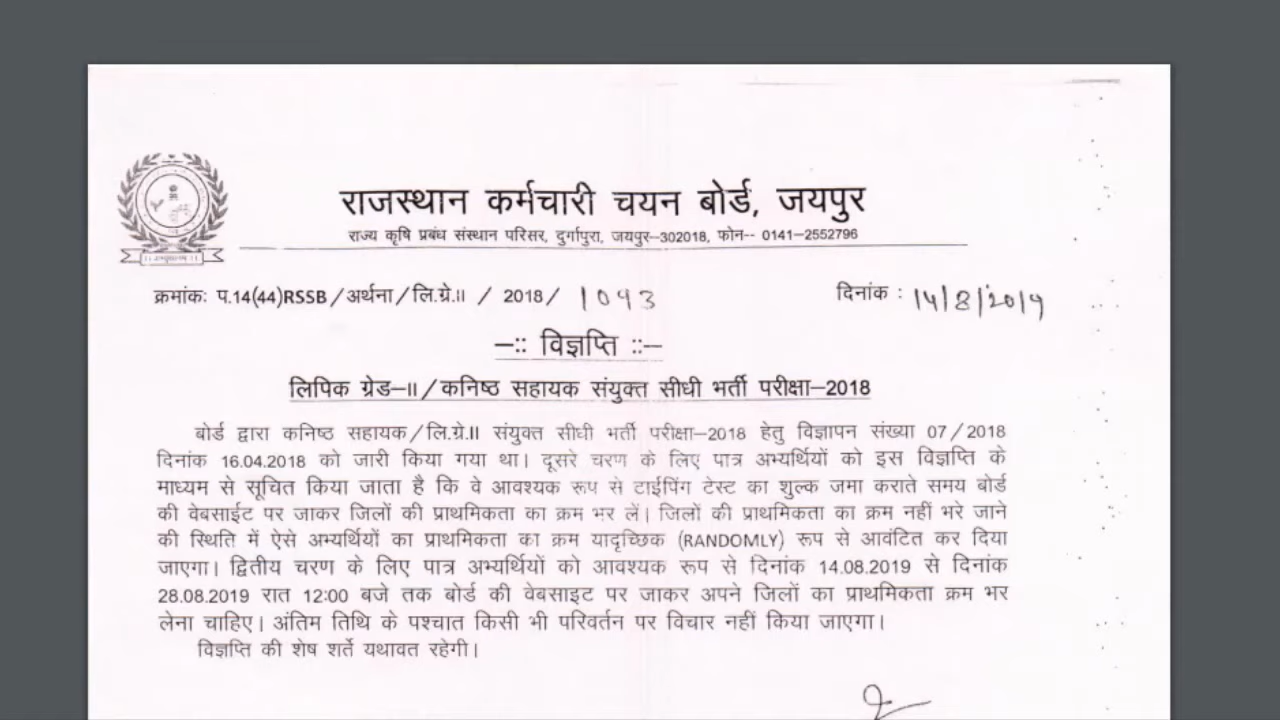 राजस्थान कर्मचारी चयन बोर्ड, जयपुर
राज्य कृषि प्रबंध संस्थान परिसर, दुर्गापुरा, जयपुर–302018, फोन-- 0141–2552796
क्रमांकः प.14(44)RSSB/अर्थना/लि.ग्रे.II / 2018/ 1093 दिनांक : 14/8/2019
–:: विज्ञप्ति ::–
लिपिक ग्रेड–II/कनिष्ठ सहायक संयुक्त सीधी भर्ती परीक्षा–2018
बोर्ड द्वारा कनिष्ठ सहायक/लि.ग्रे.II संयुक्त सीधी भर्ती परीक्षा–2018 हेतु विज्ञापन संख्या 07/2018
दिनांक 16.04.2018 को जारी किया गया था। दूसरे चरण के लिए पात्र अभ्यर्थियों को इस विज्ञप्ति के
माध्यम से सूचित किया जाता है कि वे आवश्यक रूप से टाईपिंग टेस्ट का शुल्क जमा कराते समय बोर्ड
की वेबसाईट पर जाकर जिलों की प्राथमिकता का क्रम भर लें। जिलों की प्राथमिकता का क्रम नहीं भरे जाने
की स्थिति में ऐसे अभ्यर्थियों का प्राथमिकता का क्रम यादृच्छिक (RANDOMLY) रूप से आवंटित कर दिया
जाएगा। द्वितीय चरण के लिए पात्र अभ्यर्थियों को आवश्यक रूप से दिनांक 14.08.2019 से दिनांक
28.08.2019 रात 12:00 बजे तक बोर्ड की वेबसाइट पर जाकर अपने जिलों का प्राथमिकता क्रम भर
लेना चाहिए। अंतिम तिथि के पश्चात किसी भी परिवर्तन पर विचार नहीं किया जाएगा।
विज्ञप्ति की शेष शर्ते यथावत रहेगी।